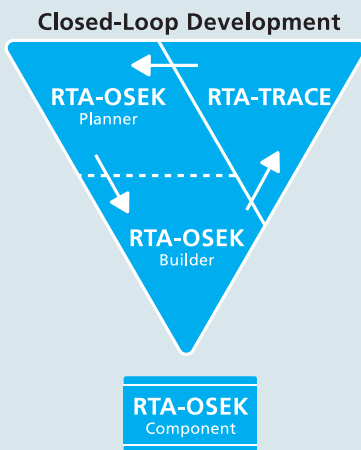 Closed-Loop Development
RTA-OSEK
Planner
RTA-TRACE
RTA-OSEK
Builder
RTA-OSEK
Component